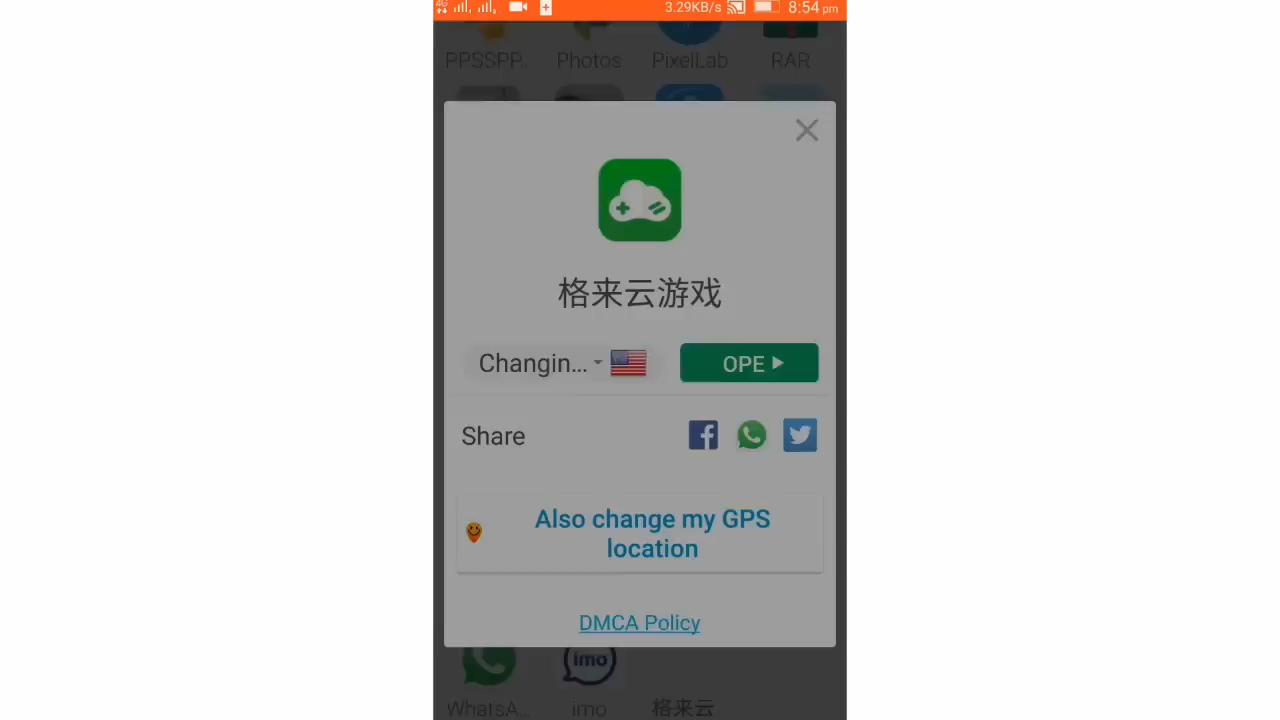 4G 3.29KB/s 8:54 pm
PPSSPP.. Photos PixelLab RAR
格来云游戏
Changin... OPE
Share
Also change my GPS
location
DMCA Policy
imo
WhatsA.. imo 格来云